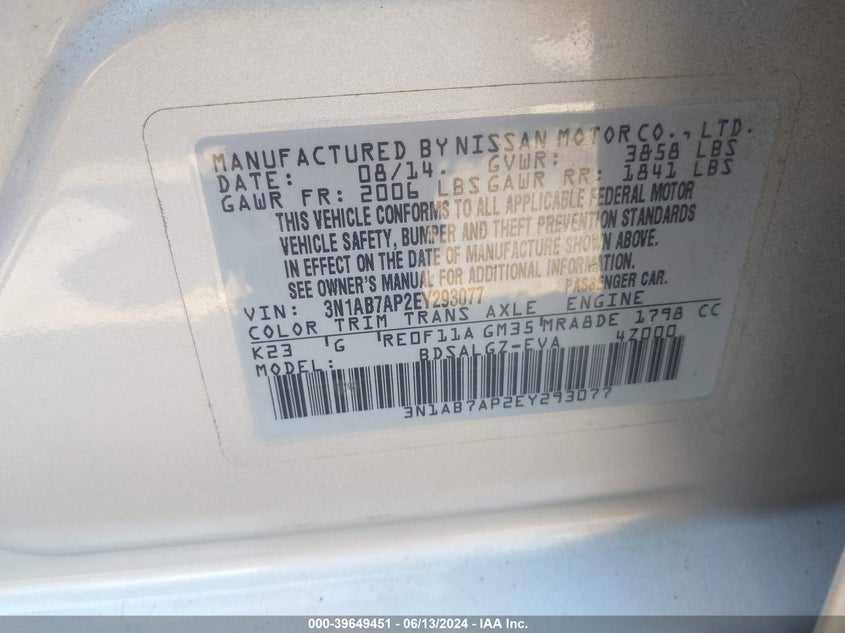 MANUFACTURED BY NISSAN MOTOR CO., LTD.
DATE: 08/14. GVWR: 3858 LBS
GAWR FR: 2006 LBS GAWR RR: 1841 LBS
THIS VEHICLE CONFORMS TO ALL APPLICABLE FEDERAL MOTOR
VEHICLE SAFETY, BUMPER AND THEFT PREVENTION STANDARDS
IN EFFECT ON THE DATE OF MANUFACTURE SHOWN ABOVE.
SEE OWNER'S MANUAL FOR ADDITIONAL INFORMATION.
VIN: 3N1AB7AP2EY293077 PASSENGER CAR.
COLOR TRIM TRANS AXLE ENGINE
K23 G RE0F11A GM35 MRA8DE 1798 CC
MODEL: BDSALGZ-EVA 4Z000
3N1AB7AP2EY293077
000-39649451 - 06/13/2024 - IAA Inc.